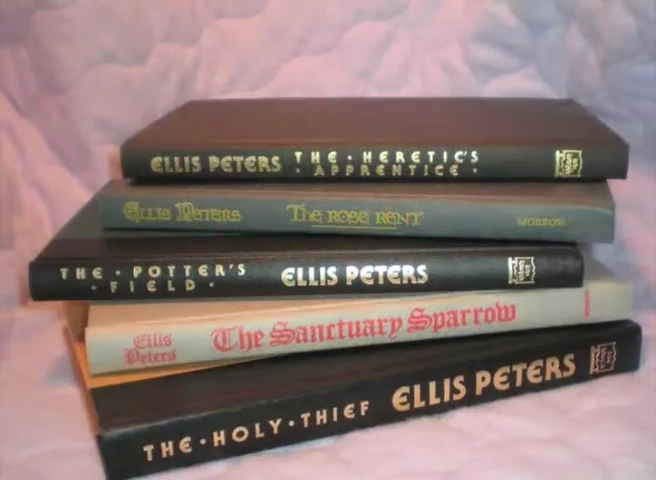 ELLIS PETERS THE · HERETIC'S
· APPRENTICE ·
Ellis Peters The Rose Rent MORROW
THE · POTTER'S ELLIS PETERS
· FIELD ·
Ellis The Sanctuary Sparrow
Peters
THE · HOLY · THIEF ELLIS PETERS